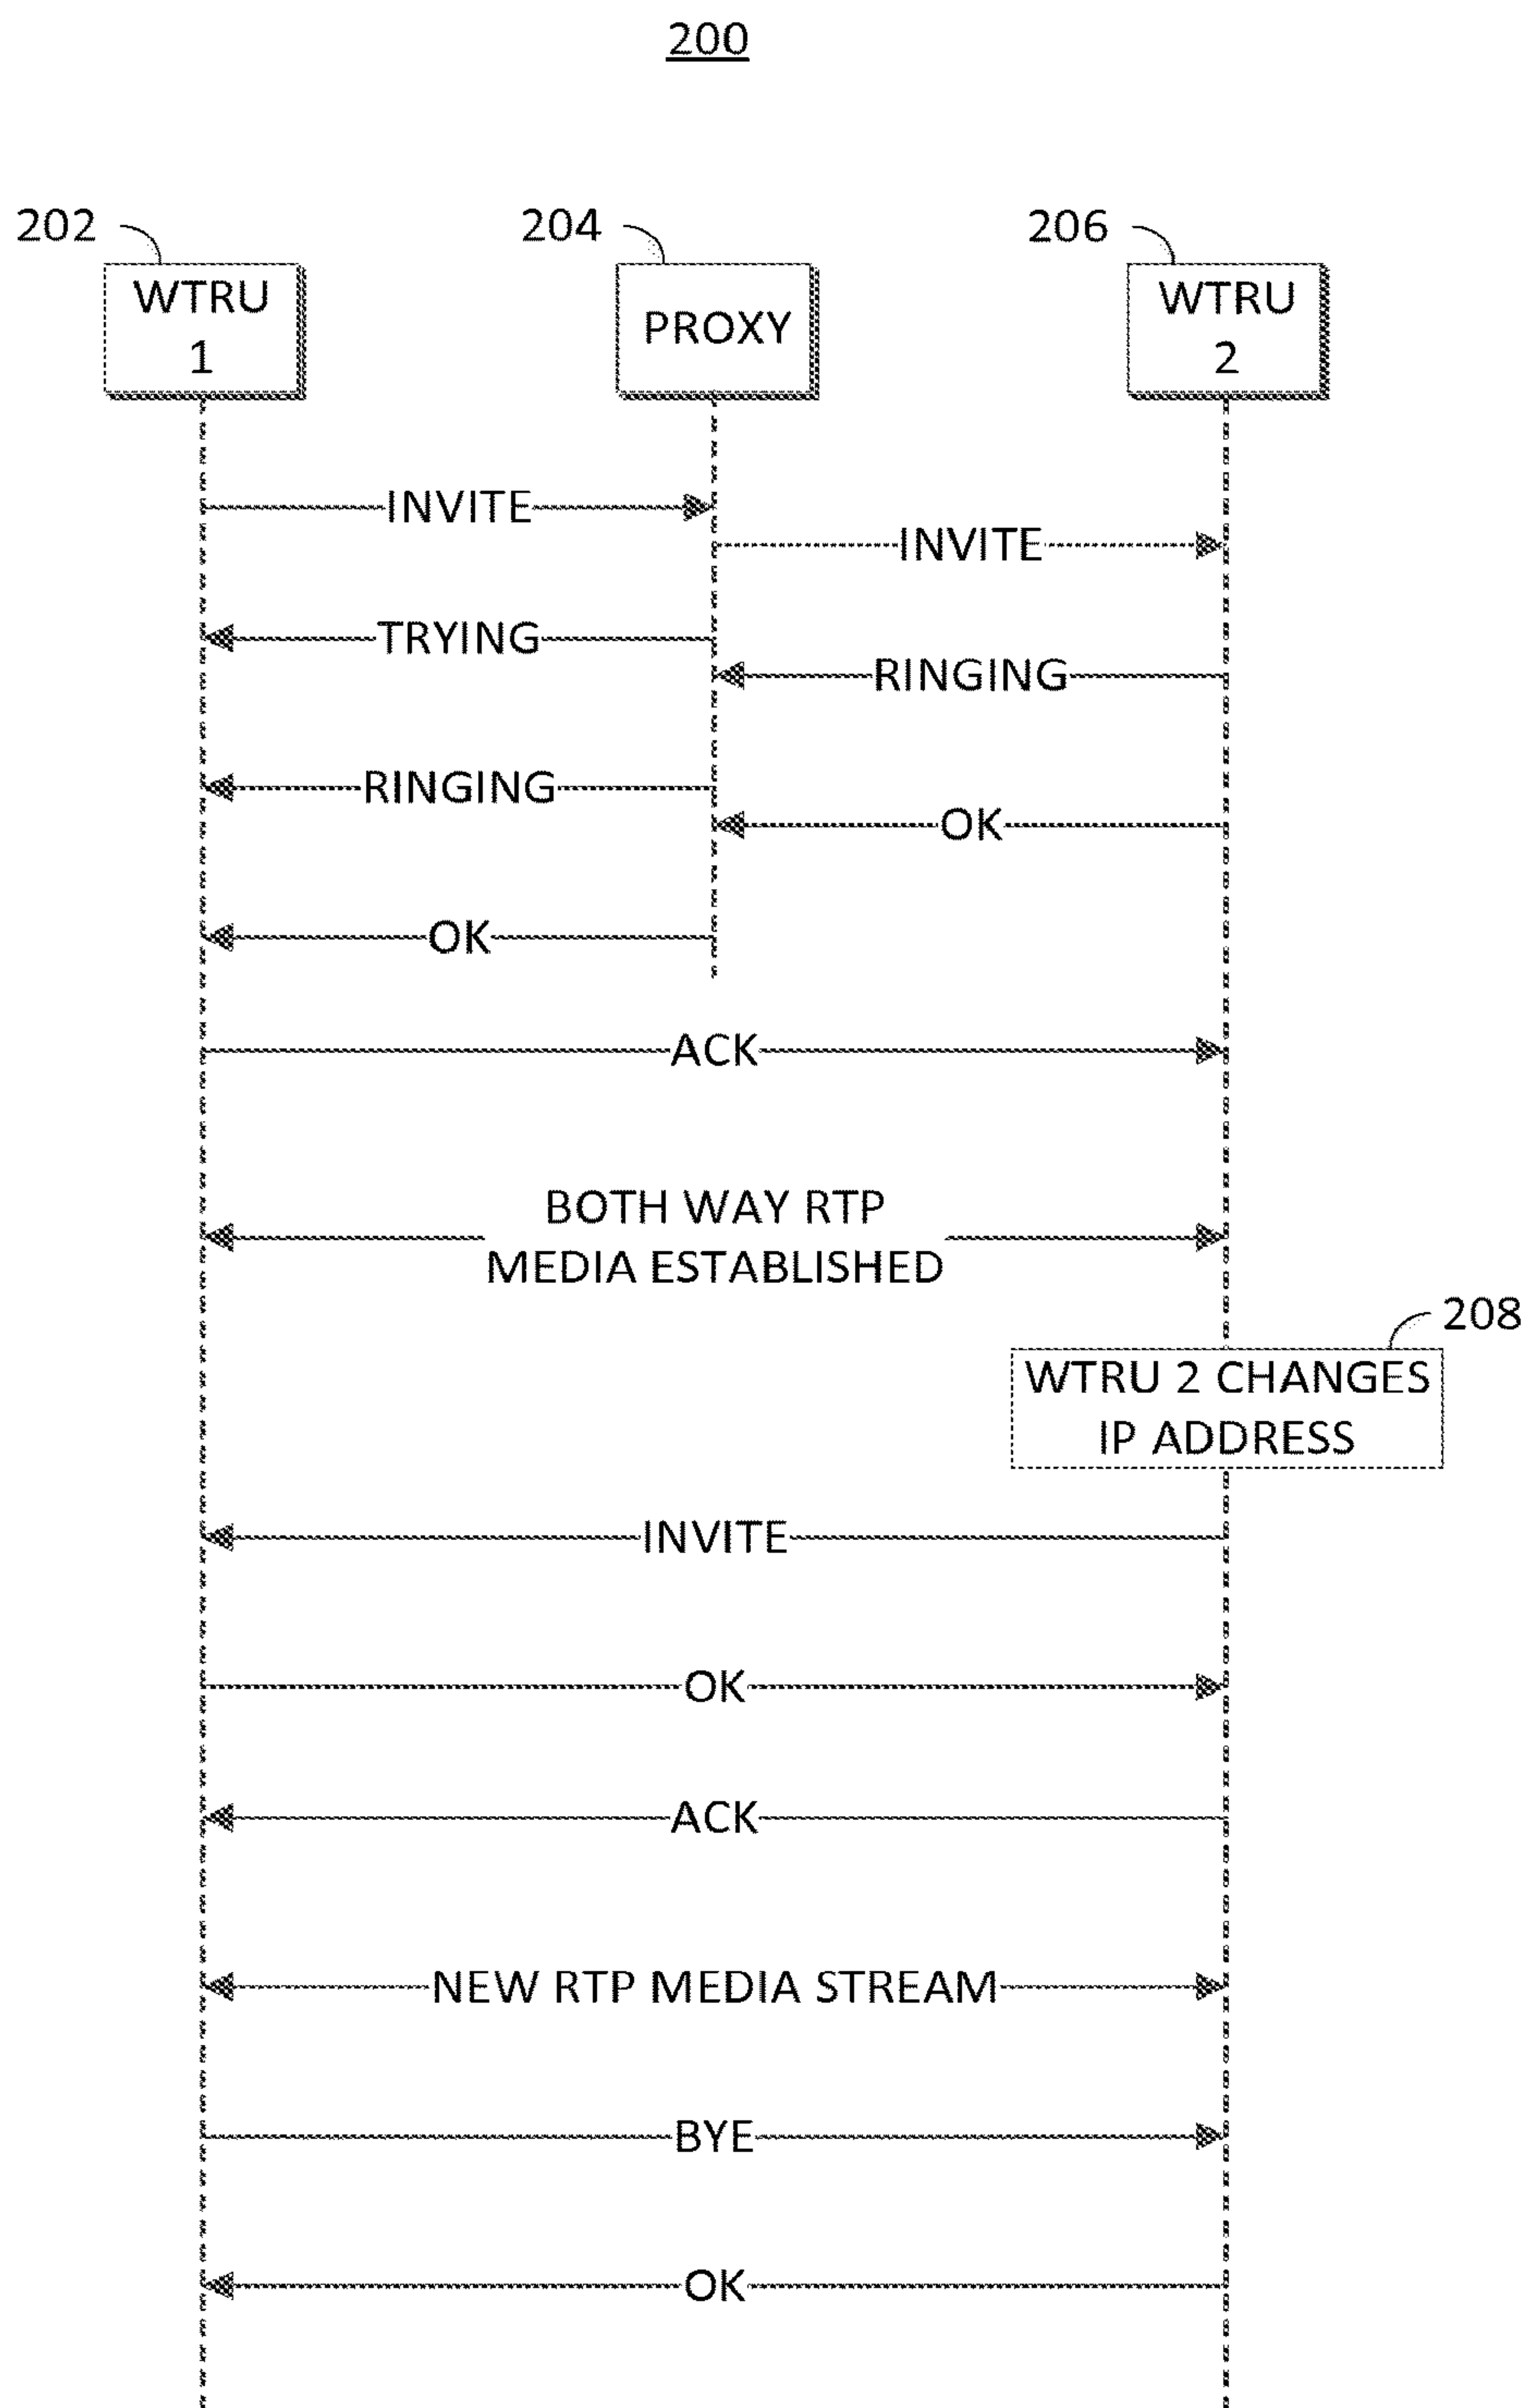 200
202
204
206
WTRU
1
PROXY
WTRU
2
INVITE
INVITE
TRYING
RINGING
RINGING
OK
OK
ACK
BOTH WAY RTP
MEDIA ESTABLISHED
208
WTRU 2 CHANGES
IP ADDRESS
INVITE
OK
ACK
NEW RTP MEDIA STREAM
BYE
OK